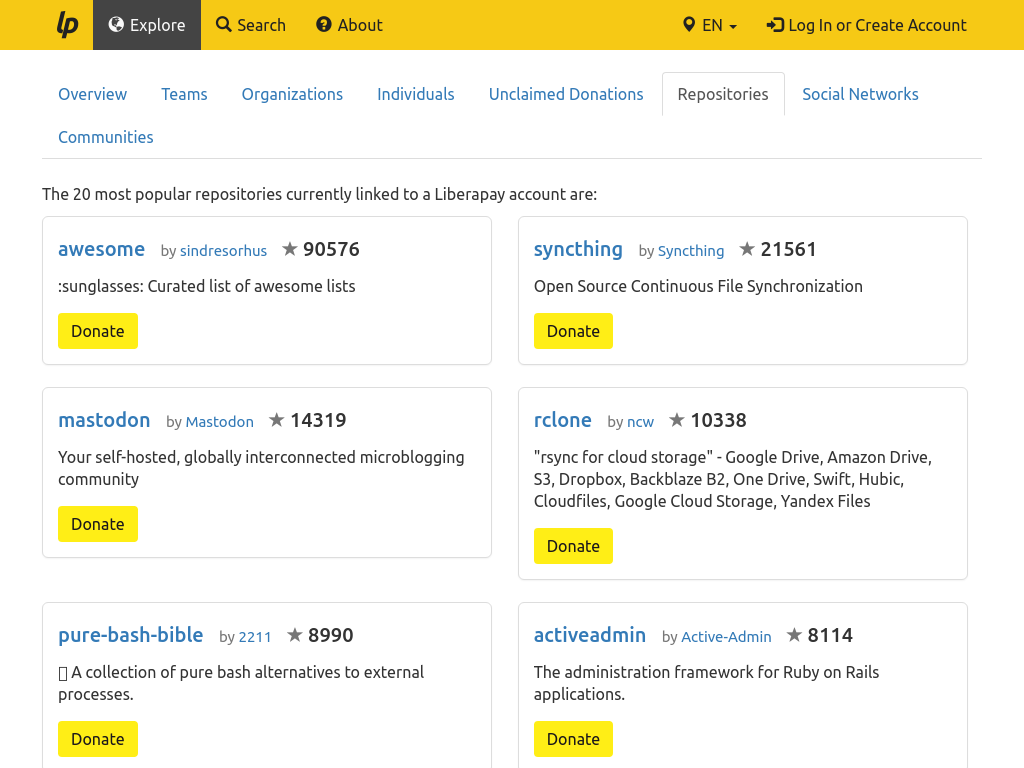 lp Explore Search About EN Log In or Create Account
Overview Teams Organizations Individuals Unclaimed Donations Repositories Social Networks
Communities
The 20 most popular repositories currently linked to a Liberapay account are:
awesome by sindresorhus ★ 90576
:sunglasses: Curated list of awesome lists
Donate
syncthing by Syncthing ★ 21561
Open Source Continuous File Synchronization
Donate
mastodon by Mastodon ★ 14319
Your self-hosted, globally interconnected microblogging
community
Donate
rclone by ncw ★ 10338
"rsync for cloud storage" - Google Drive, Amazon Drive,
S3, Dropbox, Backblaze B2, One Drive, Swift, Hubic,
Cloudfiles, Google Cloud Storage, Yandex Files
Donate
pure-bash-bible by 2211 ★ 8990
A collection of pure bash alternatives to external
processes.
Donate
activeadmin by Active-Admin ★ 8114
The administration framework for Ruby on Rails
applications.
Donate